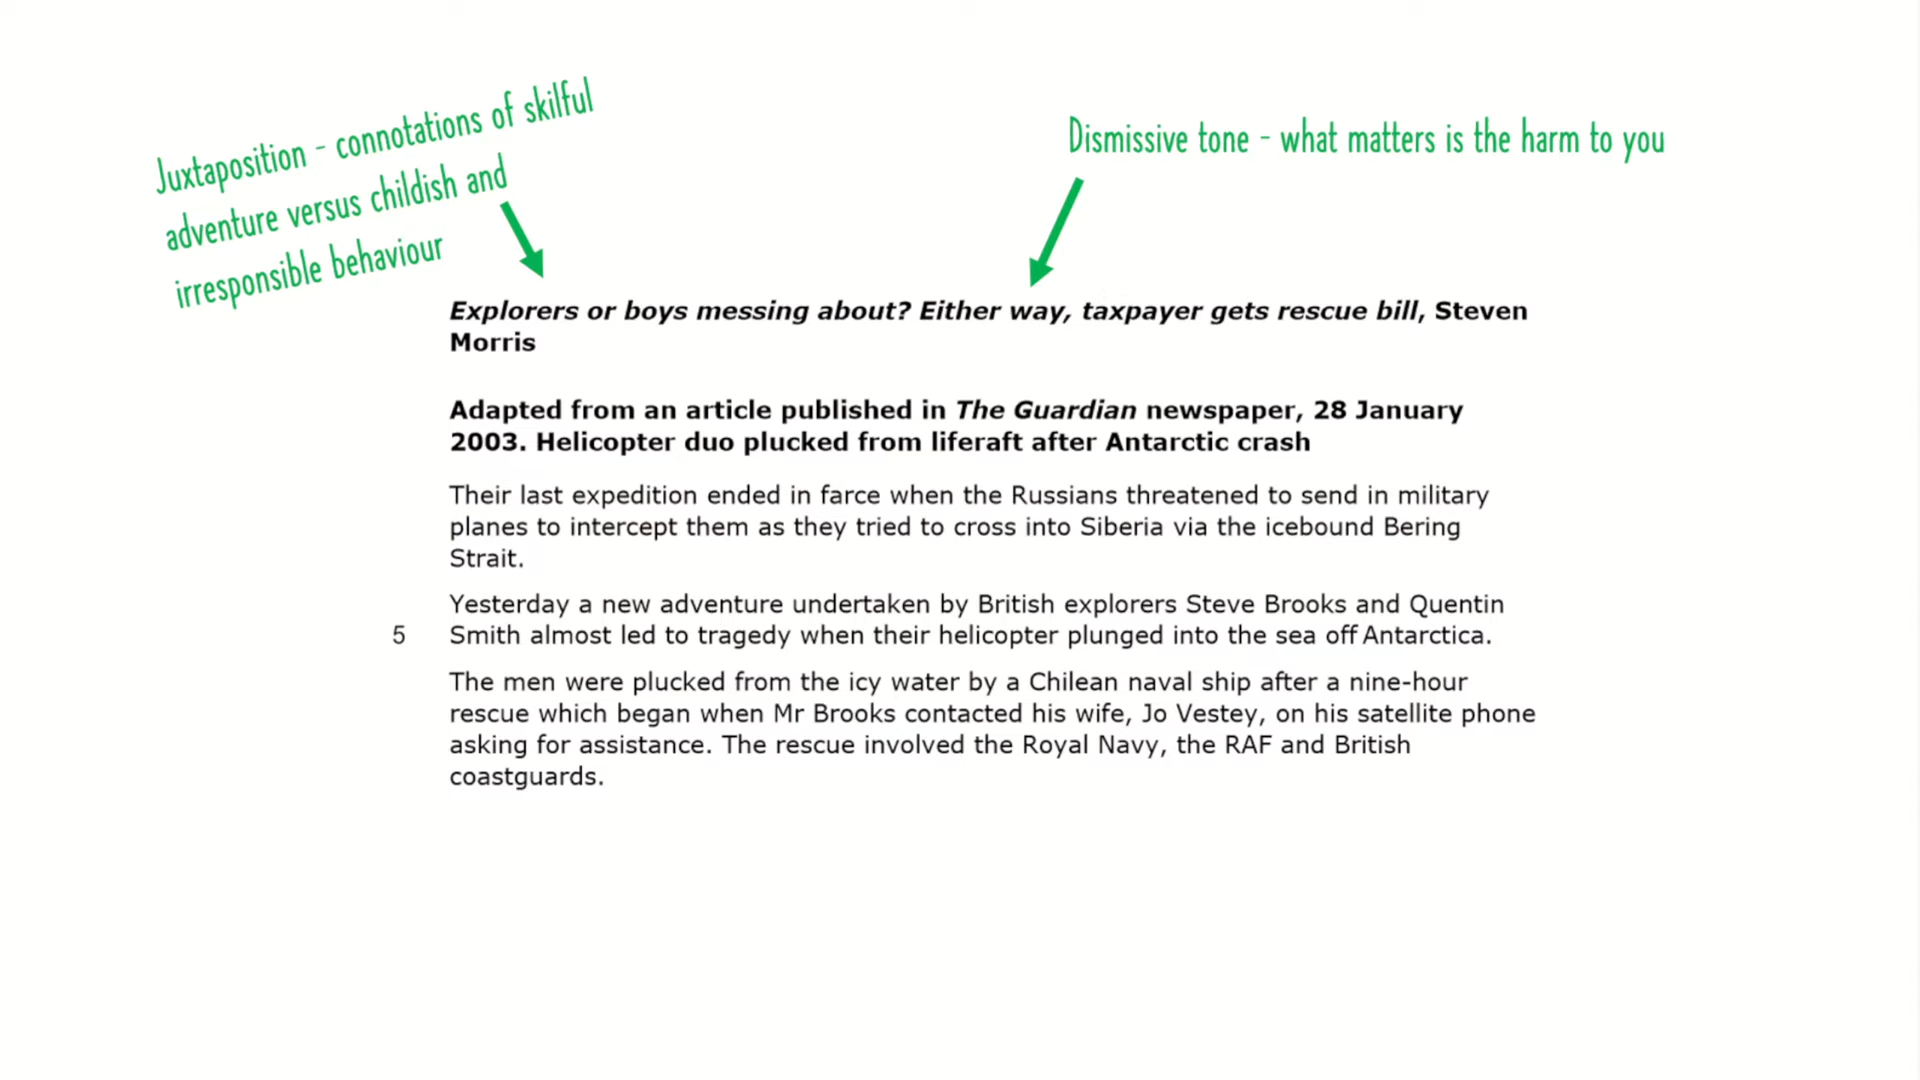 Juxtaposition - connotations of skilful
adventure versus childish and
irresponsible behaviour
Dismissive tone - what matters is the harm to you
Explorers or boys messing about? Either way, taxpayer gets rescue bill, Steven
Morris
Adapted from an article published in The Guardian newspaper, 28 January
2003. Helicopter duo plucked from liferaft after Antarctic crash
Their last expedition ended in farce when the Russians threatened to send in military
planes to intercept them as they tried to cross into Siberia via the icebound Bering
Strait.
Yesterday a new adventure undertaken by British explorers Steve Brooks and Quentin
5 Smith almost led to tragedy when their helicopter plunged into the sea off Antarctica.
The men were plucked from the icy water by a Chilean naval ship after a nine-hour
rescue which began when Mr Brooks contacted his wife, Jo Vestey, on his satellite phone
asking for assistance. The rescue involved the Royal Navy, the RAF and British
coastguards.